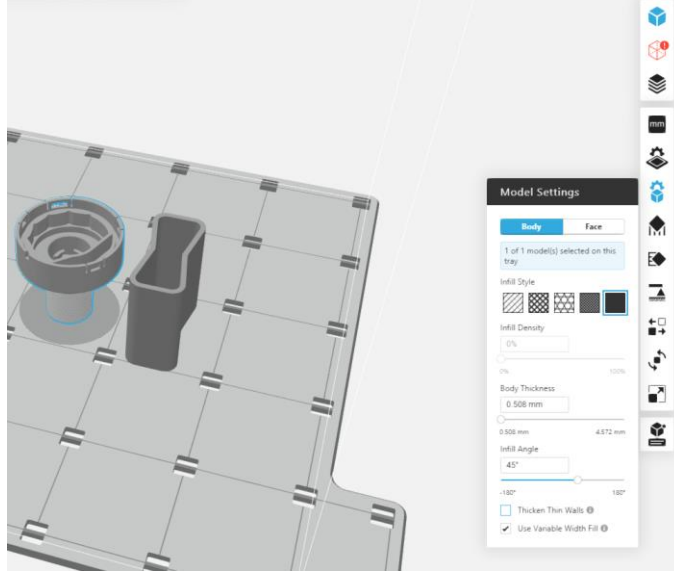 mm
Model Settings
Body
Face
1 of 1 model(s) selected on this
tray
Infill Style
Infill Density
0%
0%
100%
Body Thickness
0.508 mm
0.508 mm
4.572 mm
Infill Angle
45°
-180°
180°
Thicken Thin Walls
Use Variable Width Fill